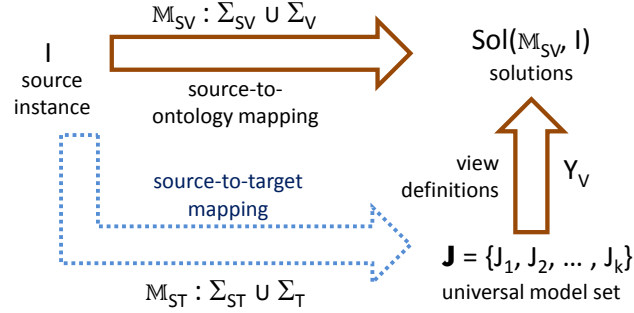 𝕄SV : ΣSV ∪ ΣV
I
source
instance
source-to-
ontology mapping
Sol(𝕄SV, I)
solutions
source-to-target
mapping
view
definitions
YV
𝕄ST : ΣST ∪ ΣT
J = {J1, J2, … , Jk}
universal model set